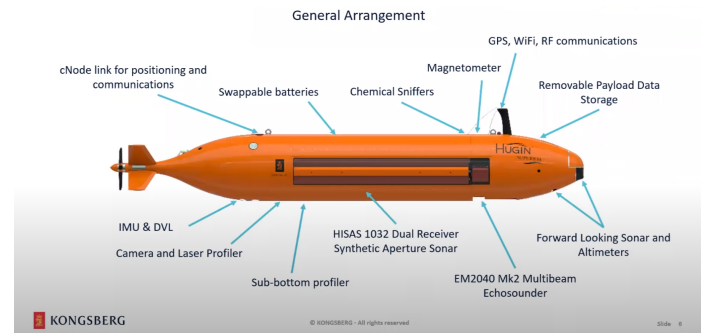 General Arrangement
GPS, WiFi, RF communications
cNode link for positioning and
communications
Magnetometer
Swappable batteries
Chemical Sniffers
Removable Payload Data
Storage
HUGIN
IMU & DVL
Camera and Laser Profiler
Sub-bottom profiler
HISAS 1032 Dual Receiver
Synthetic Aperture Sonar
EM2040 Mk2 Multibeam
Echosounder
Forward Looking Sonar and
Altimeters
KONGSBERG
© KONGSBERG - All rights reserved
Slide